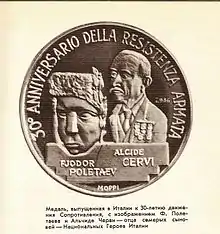 30° ANNIVERSARIO DELLA RESISTENZA ARMATA
FJODOR
POLETAEV
ALCIDE
CERVI
MOPPI
Медаль, выпущенная в Италии к 30-летию движе-
ния Сопротивления, с изображением Ф. Поле-
таева и Альчиде Черви — отца семерых сыно-
вей — Национальных Героев Италии